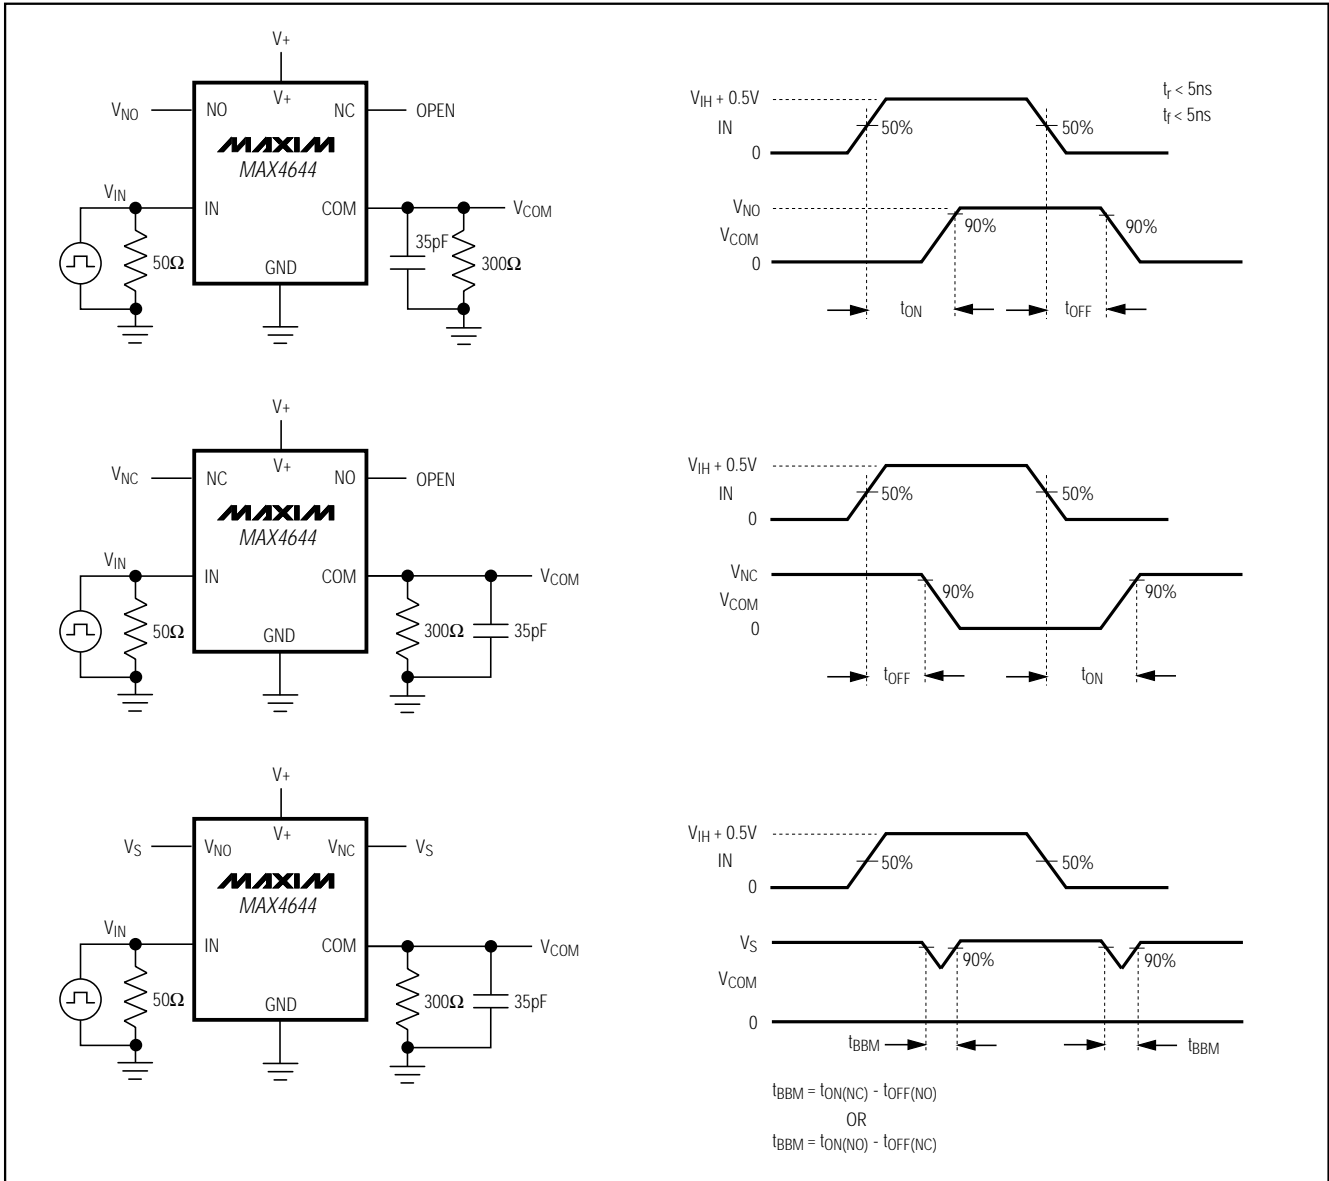 V+
V+
NO
NC
VNO
OPEN
MAXIM
MAX4644
VIN
IN
COM
VCOM
35pF
50Ω
300Ω
GND
VIH + 0.5V
IN
0
50%
50%
tr < 5ns
tf < 5ns
VNO
VCOM
0
90%
90%
tON
tOFF
V+
V+
NC
NO
VNC
OPEN
MAXIM
MAX4644
VIN
IN
COM
VCOM
50Ω
300Ω
35pF
GND
VIH + 0.5V
IN
0
50%
50%
VNC
VCOM
0
90%
90%
tOFF
tON
V+
V+
VS
VNO
VNC
VS
MAXIM
MAX4644
VIN
IN
COM
VCOM
50Ω
300Ω
35pF
GND
VIH + 0.5V
IN
0
50%
50%
VS
VCOM
0
90%
90%
tBBM
tBBM
tBBM = tON(NC) - tOFF(NO)
OR
tBBM = tON(NO) - tOFF(NC)